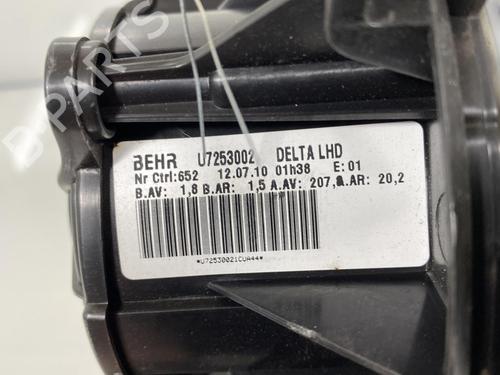 B-PARTS
BEHR U7253002 DELTA LHD
Nr Ctrl:652 12.07.10 01h38 E:01
B.AV: 1,8 B.AR: 1,5 A.AV: 207, A.AR: 20,2
*U72530021CUA44*